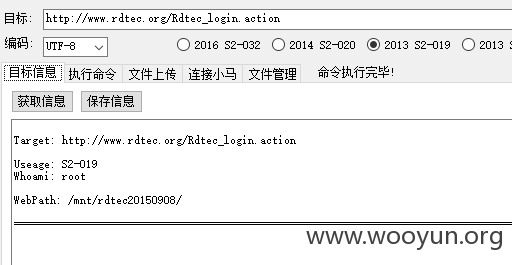 目标: http://www.rdtec.org/Rdtec_login.action
编码: UTF-8 2016 S2-032 2014 S2-020 2013 S2-019 2013 S
目标信息 执行命令 文件上传 连接小马 文件管理 命令执行完毕!
获取信息 保存信息
Target: http://www.rdtec.org/Rdtec_login.action
Useage: S2-019
Whoami: root
WebPath: /mnt/rdtec20150908/
www.wooyun.org